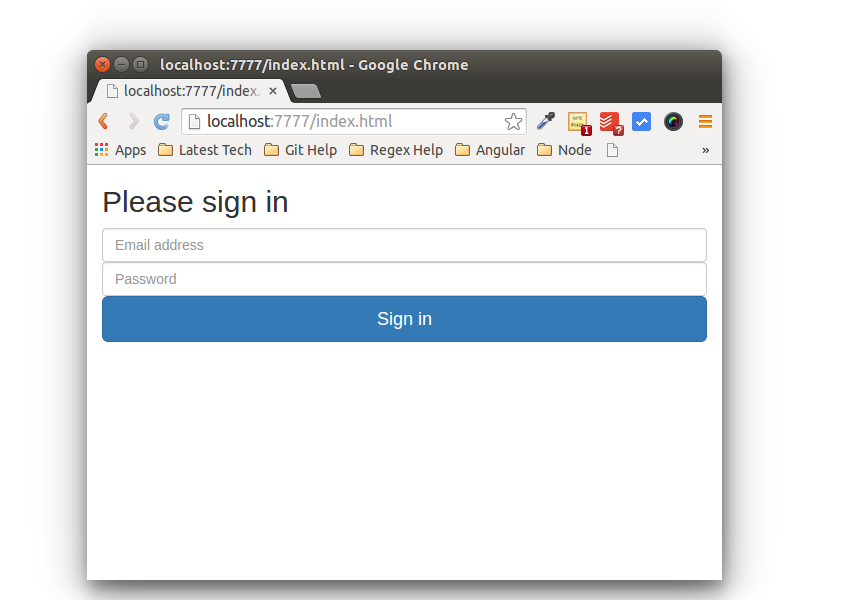 localhost:7777/index.html - Google Chrome
localhost:7777/index.
localhost:7777/index.html
1
?
Apps Latest Tech Git Help Regex Help Angular Node »
Please sign in
Email address
Password
Sign in